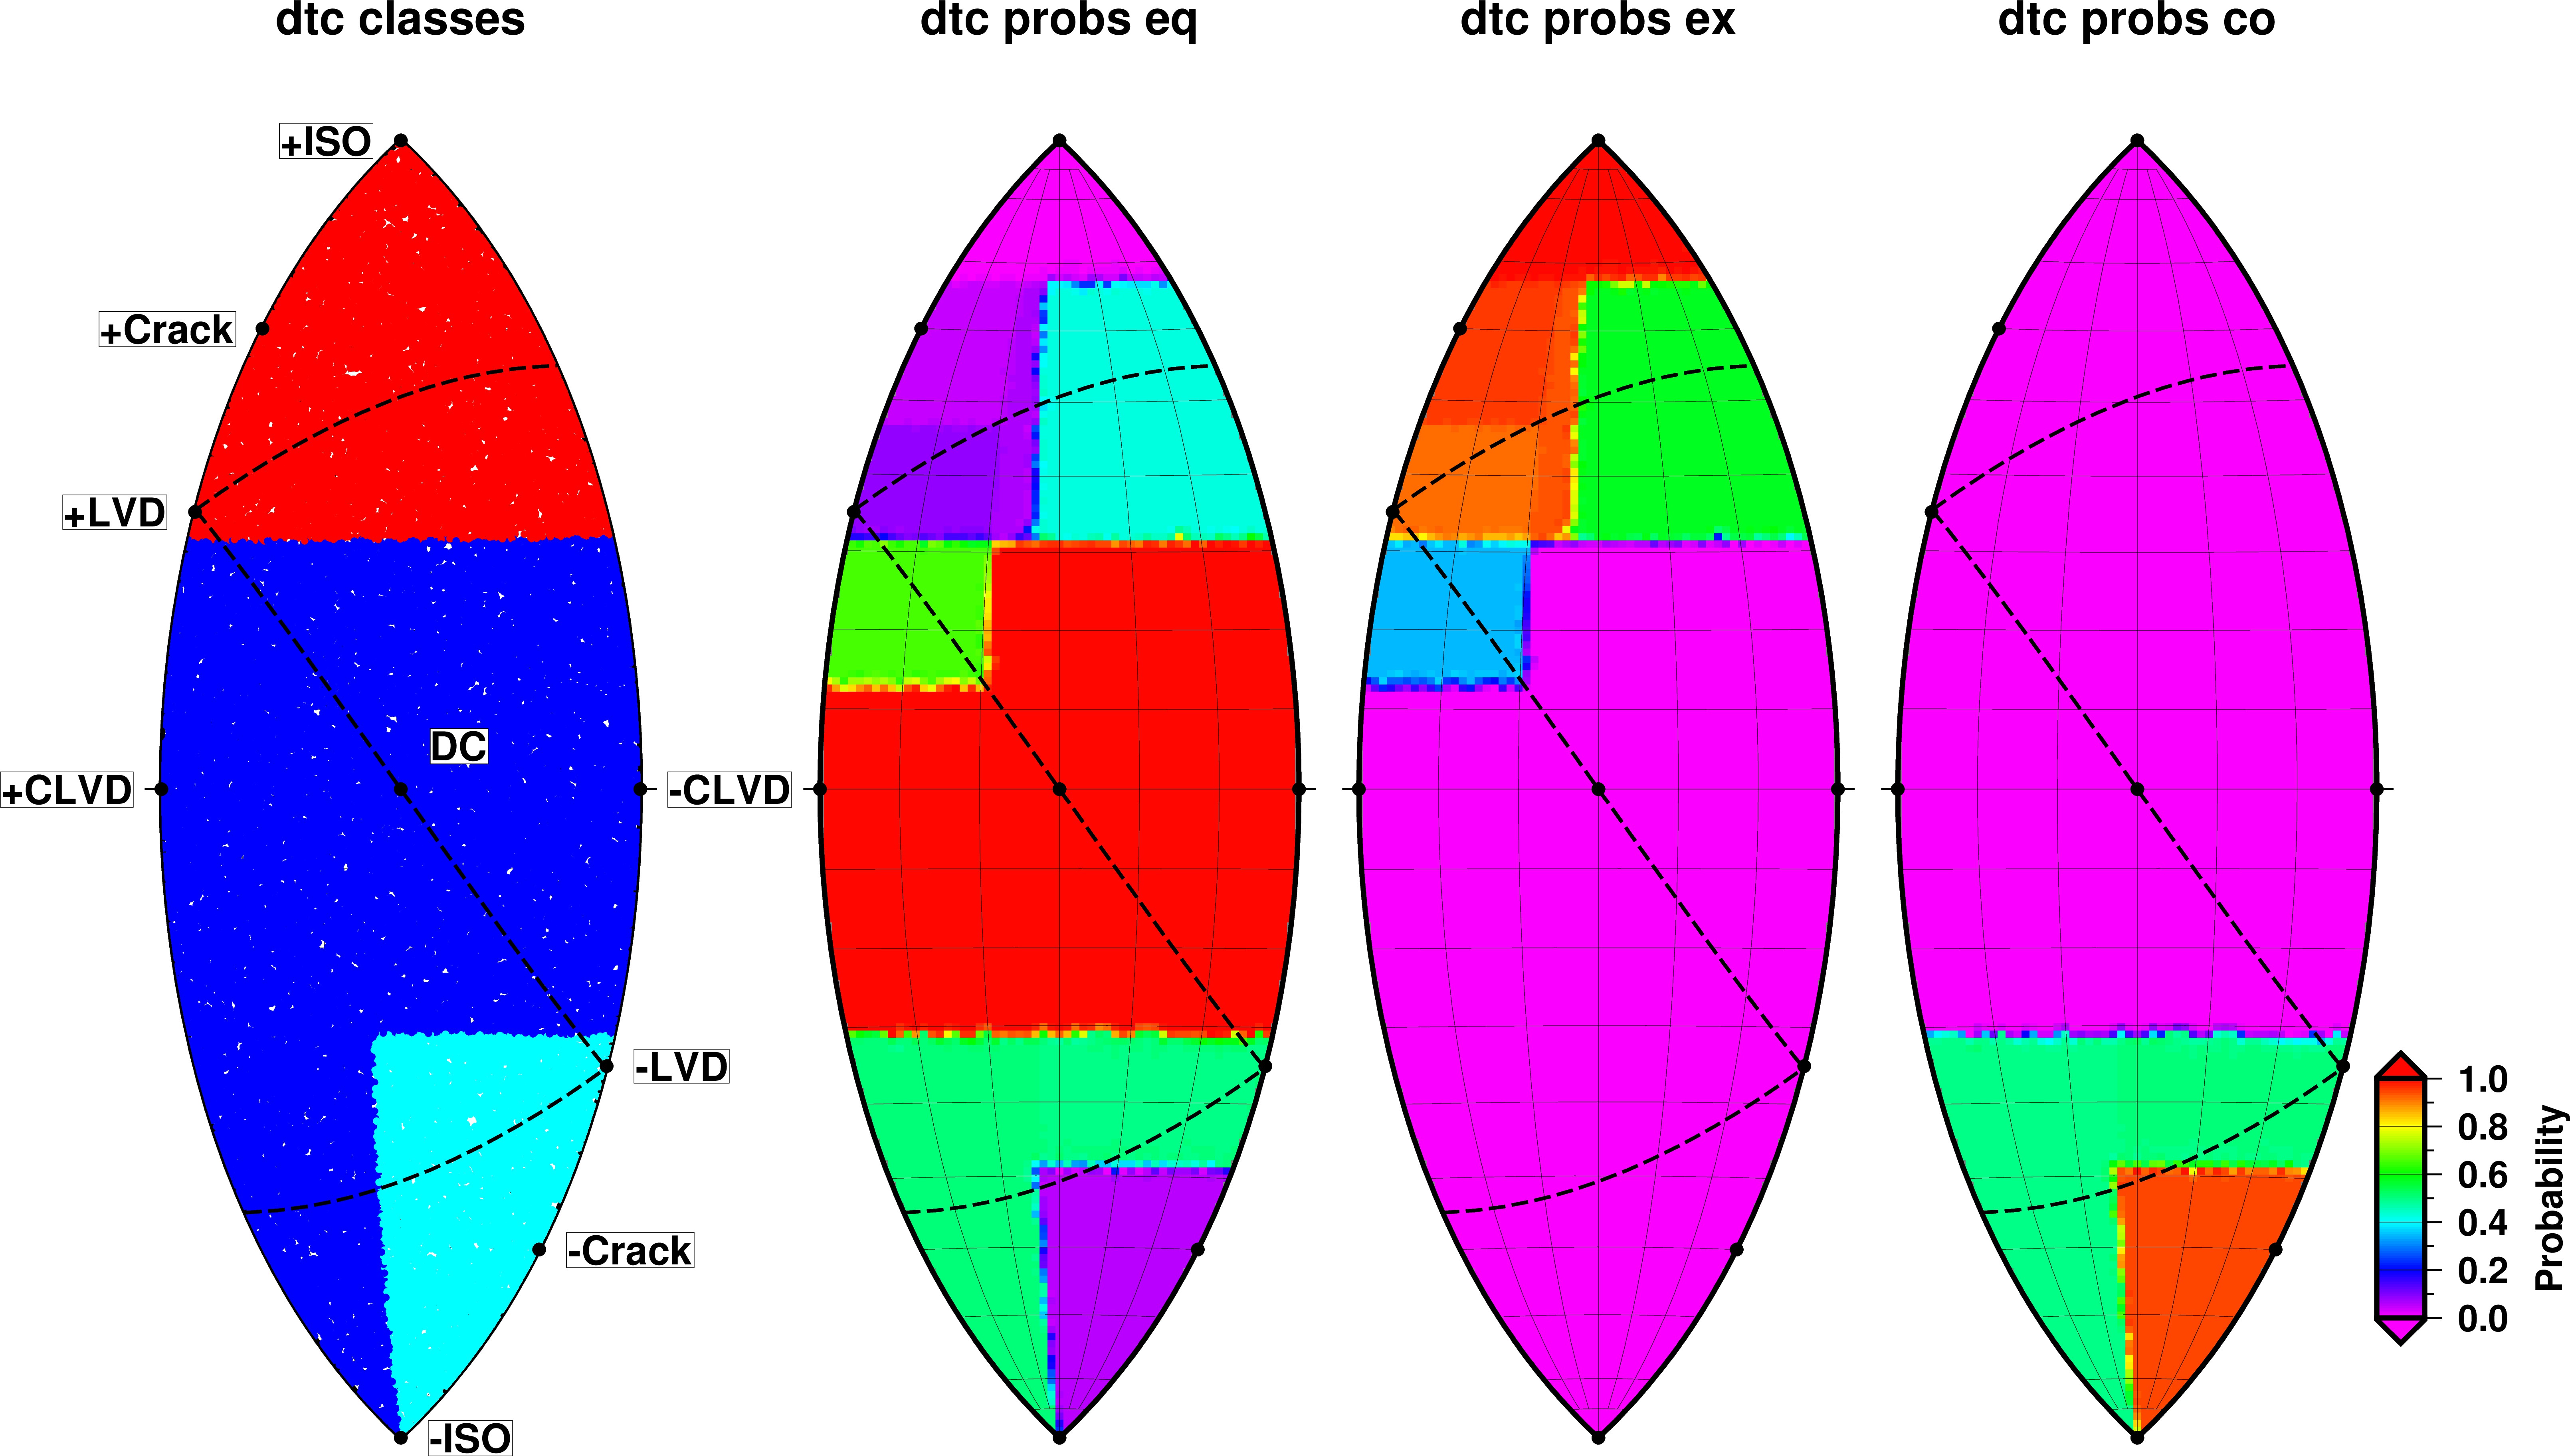 dtc classes
dtc probs eq
dtc probs ex
dtc probs co
+ISO
+Crack
+LVD
DC
+CLVD
-CLVD
-LVD
-Crack
-ISO
1.0
0.8
0.6
0.4
0.2
0.0
Probability